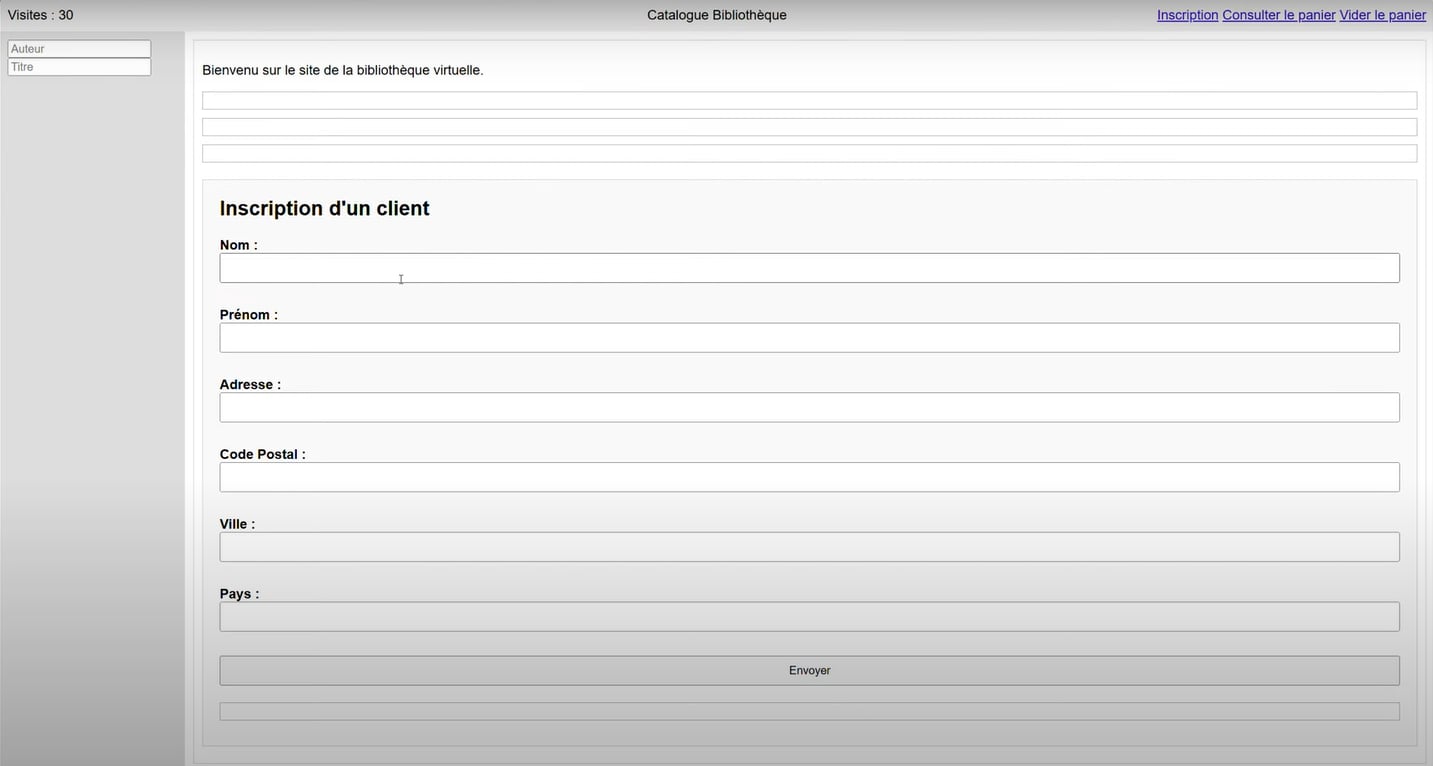 Visites : 30
Catalogue Bibliothèque
Inscription Consulter le panier Vider le panier
Auteur
Titre
Bienvenu sur le site de la bibliothèque virtuelle.
Inscription d'un client
Nom :
Prénom :
Adresse :
Code Postal :
Ville :
Pays :
Envoyer